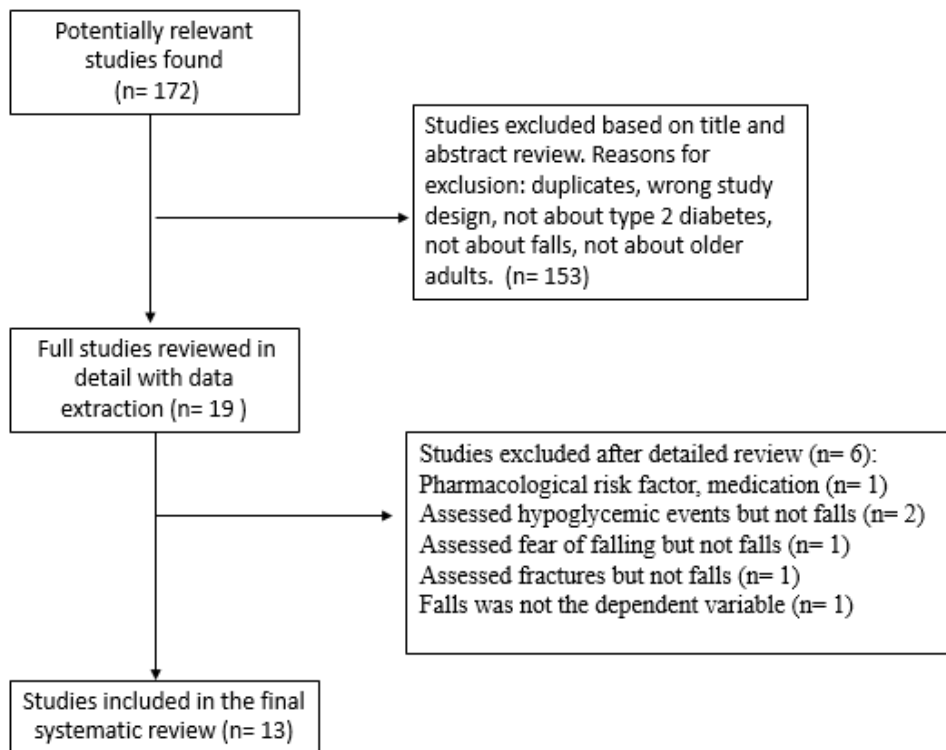 Potentially relevant
studies found
(n= 172)
Studies excluded based on title and
abstract review. Reasons for
exclusion: duplicates, wrong study
design, not about type 2 diabetes,
not about falls, not about older
adults.  (n= 153)
Full studies reviewed in
detail with data
extraction (n= 19 )
Studies excluded after detailed review (n= 6):
Pharmacological risk factor, medication (n= 1)
Assessed hypoglycemic events but not falls (n= 2)
Assessed fear of falling but not falls (n= 1)
Assessed fractures but not falls (n= 1)
Falls was not the dependent variable (n= 1)
Studies included in the final
systematic review (n= 13)